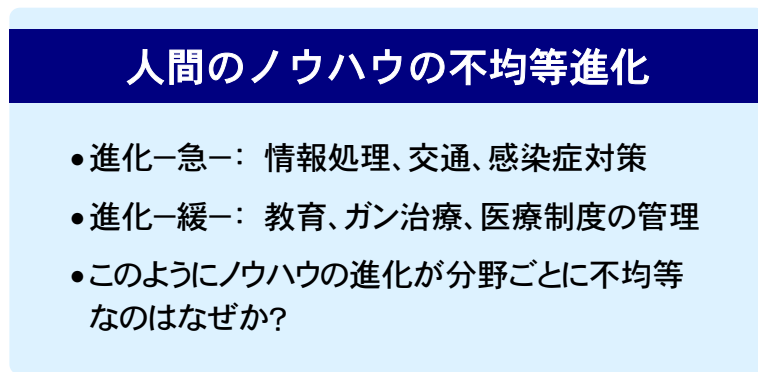 人間のノウハウの不均等進化
●進化－急－： 情報処理、交通、感染症対策
●進化－緩－： 教育、ガン治療、医療制度の管理
●このようにノウハウの進化が分野ごとに不均等
なのはなぜか？